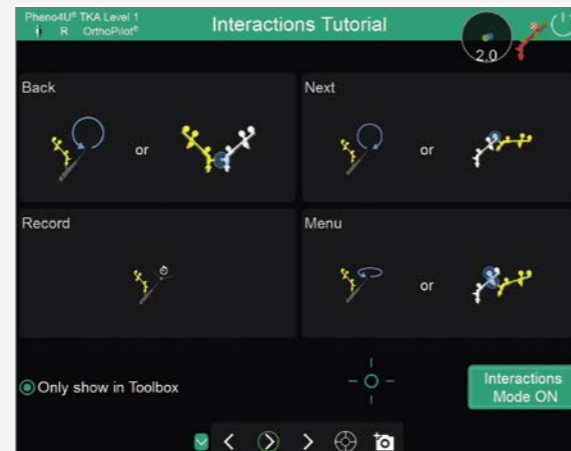 Pheno4U® TKA Level 1
R OrthoPilot®
Interactions Tutorial
2.0
Back
or
Next
or
Record
Menu
or
Only show in Toolbox
Interactions
Mode ON